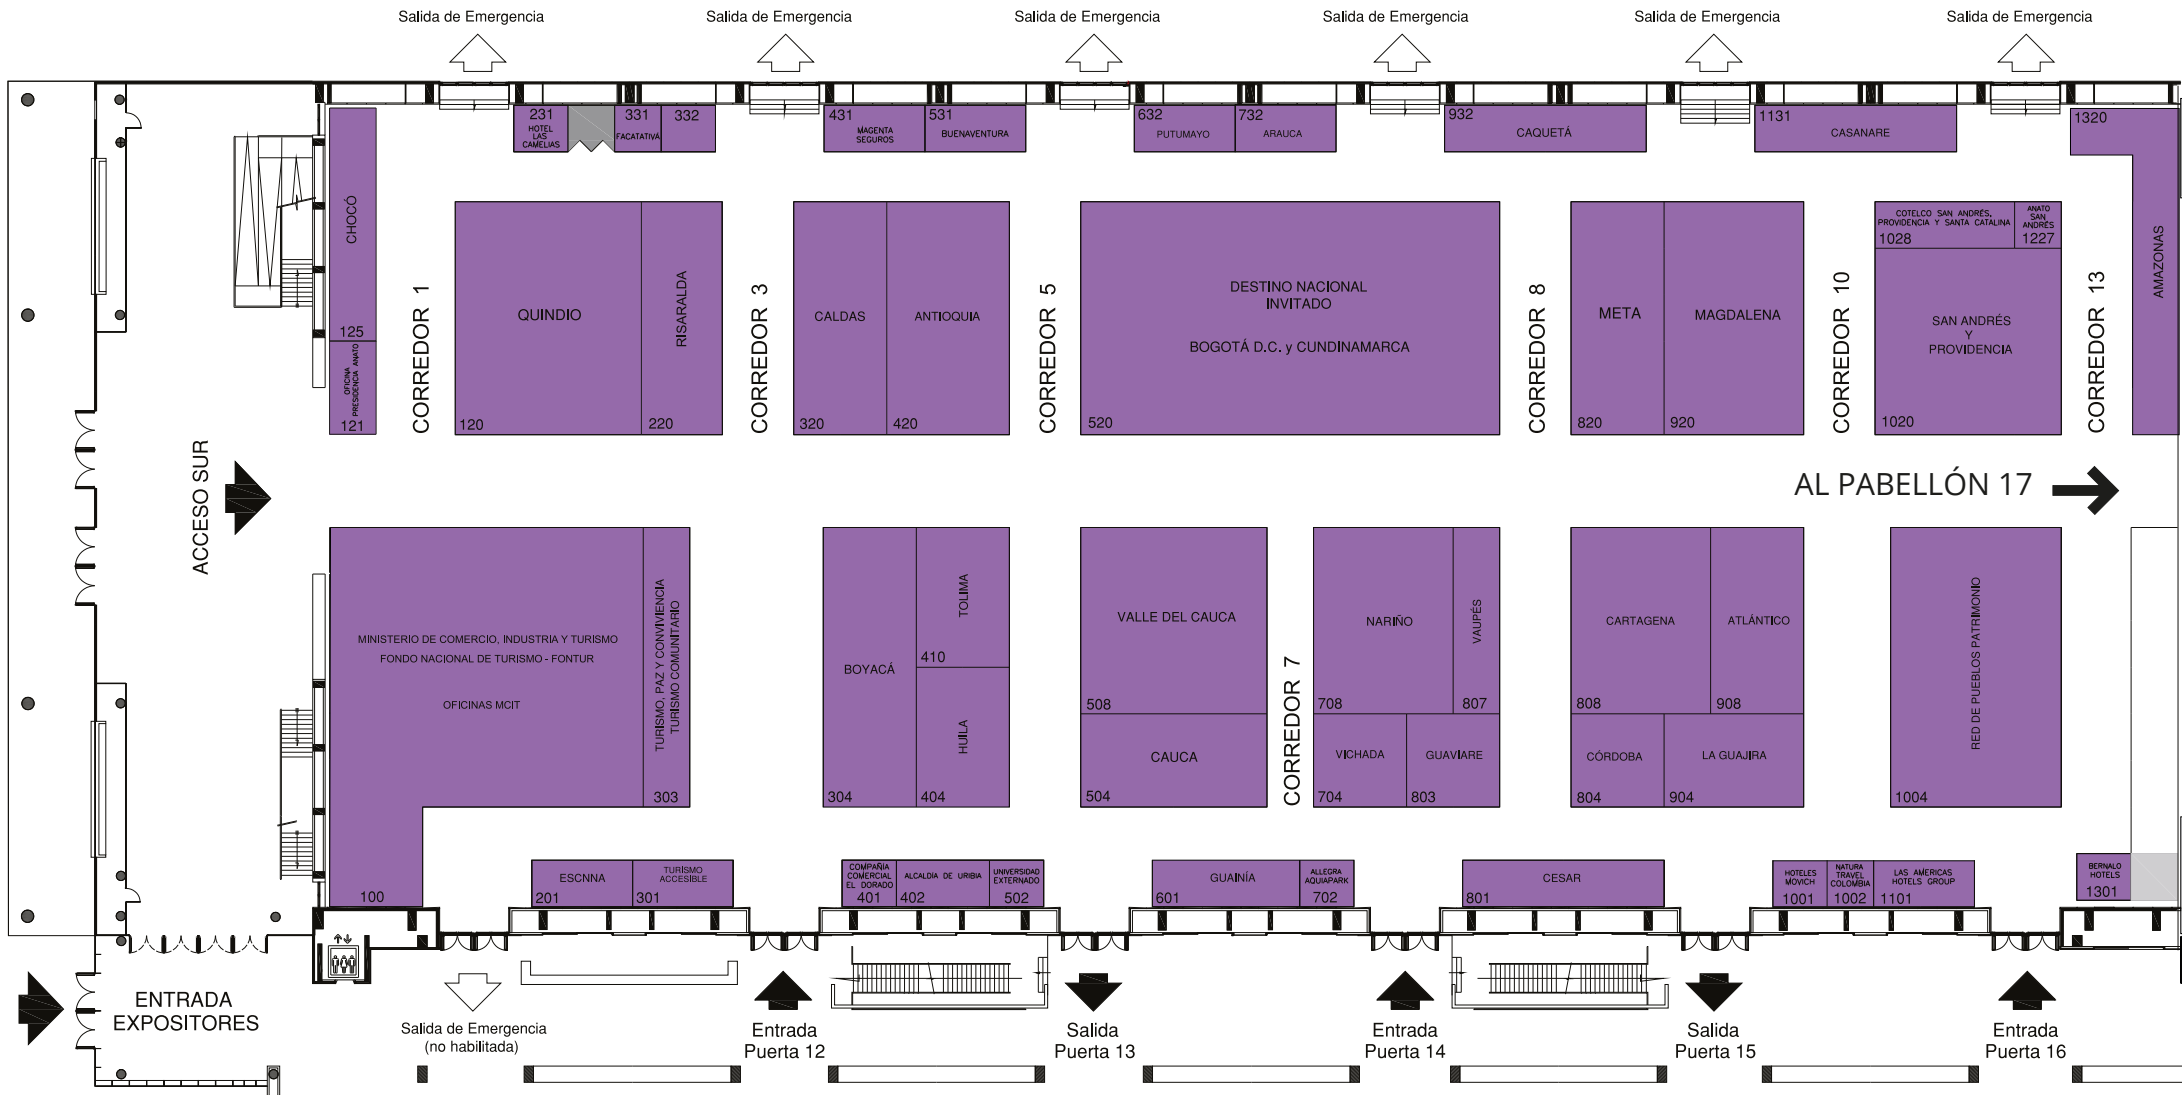 Salida de Emergencia
Salida de Emergencia
Salida de Emergencia
Salida de Emergencia
Salida de Emergencia
Salida de Emergencia
231
HOTEL
LAS
CAMELIAS
331
FACATATIVÁ
332
431
MAGENTA
SEGUROS
531
BUENAVENTURA
632
PUTUMAYO
732
ARAUCA
932
CAQUETÁ
1131
CASANARE
1320
AMAZONAS
CHOCÓ
125
OFICINA
PRESIDENCIA ANATO
121
CORREDOR 1
QUINDIO
120
RISARALDA
220
CORREDOR 3
CALDAS
320
ANTIOQUIA
420
CORREDOR 5
DESTINO NACIONAL
INVITADO
BOGOTÁ D.C. y CUNDINAMARCA
520
CORREDOR 8
META
820
MAGDALENA
920
CORREDOR 10
COTELCO SAN ANDRÉS,
PROVIDENCIA Y SANTA CATALINA
1028
ANATO
SAN
ANDRÉS
1227
SAN ANDRÉS
Y
PROVIDENCIA
1020
CORREDOR 13
ACCESO SUR
AL PABELLÓN 17
MINISTERIO DE COMERCIO, INDUSTRIA Y TURISMO
FONDO NACIONAL DE TURISMO - FONTUR
OFICINAS MCIT
100
TURISMO, PAZ Y CONVIVENCIA
TURISMO COMUNITARIO
303
BOYACÁ
304
TOLIMA
410
HUILA
404
VALLE DEL CAUCA
508
CAUCA
504
CORREDOR 7
NARIÑO
708
VAUPÉS
807
VICHADA
704
GUAVIARE
803
CARTAGENA
808
ATLÁNTICO
908
CÓRDOBA
804
LA GUAJIRA
904
RED DE PUEBLOS PATRIMONIO
1004
ESCNNA
201
TURISMO
ACCESIBLE
301
COMPAÑIA
COMERCIAL
EL DORADO
401
ALCALDIA DE URIBIA
402
UNIVERSIDAD
EXTERNADO
502
GUAINÍA
601
ALLEGRA
AQUIAPARK
702
CESAR
801
HOTELES
MOVICH
1001
NATURA
TRAVEL
COLOMBIA
1002
LAS AMERICAS
HOTELS GROUP
1101
BERNALO
HOTELS
1301
ENTRADA
EXPOSITORES
Salida de Emergencia
(no habilitada)
Entrada
Puerta 12
Salida
Puerta 13
Entrada
Puerta 14
Salida
Puerta 15
Entrada
Puerta 16